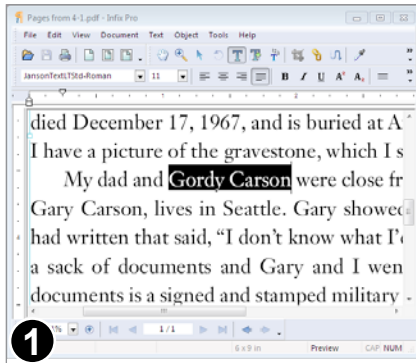 Pages from 4-1.pdf - Infix Pro
File Edit View Document Text Object Tools Help
JansonTextLTStd-Roman 11 B I U A A
died December 17, 1967, and is buried at A
I have a picture of the gravestone, which I s
My dad and Gordy Carson were close fr
Gary Carson, lives in Seattle. Gary showed
had written that said, “I don’t know what I’
a sack of documents and Gary and I wen
documents is a signed and stamped military
1 % 1 / 1
6 x 9 in Preview CAP NUM